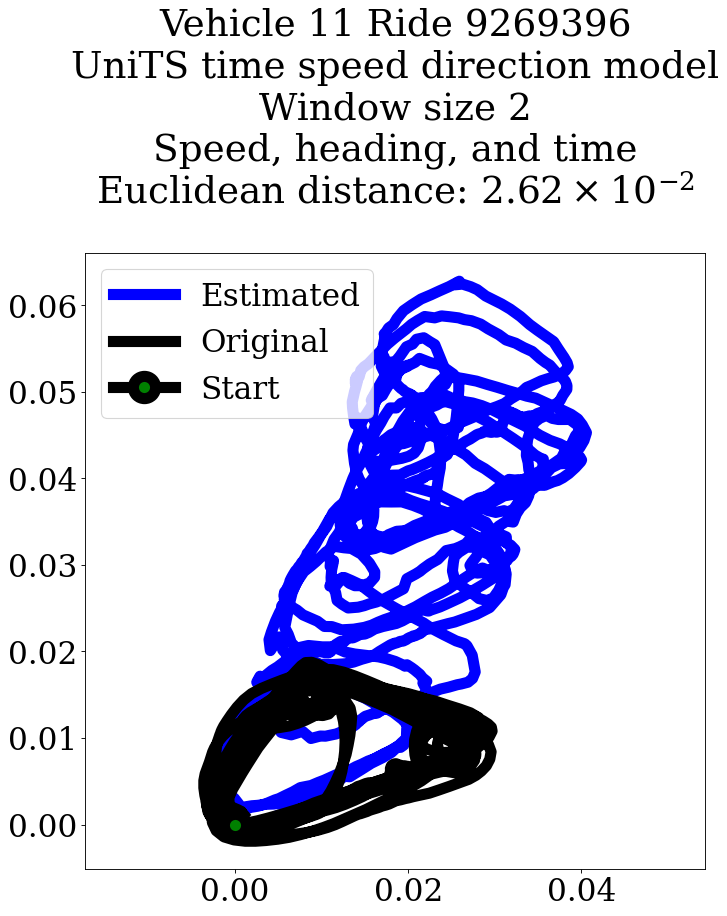 Vehicle 11 Ride 9269396
UniTS time speed direction model
Window size 2
Speed, heading, and time
Euclidean distance: 2.62 × 10⁻²
Estimated
Original
Start
0.06
0.05
0.04
0.03
0.02
0.01
0.00
0.00 0.02 0.04